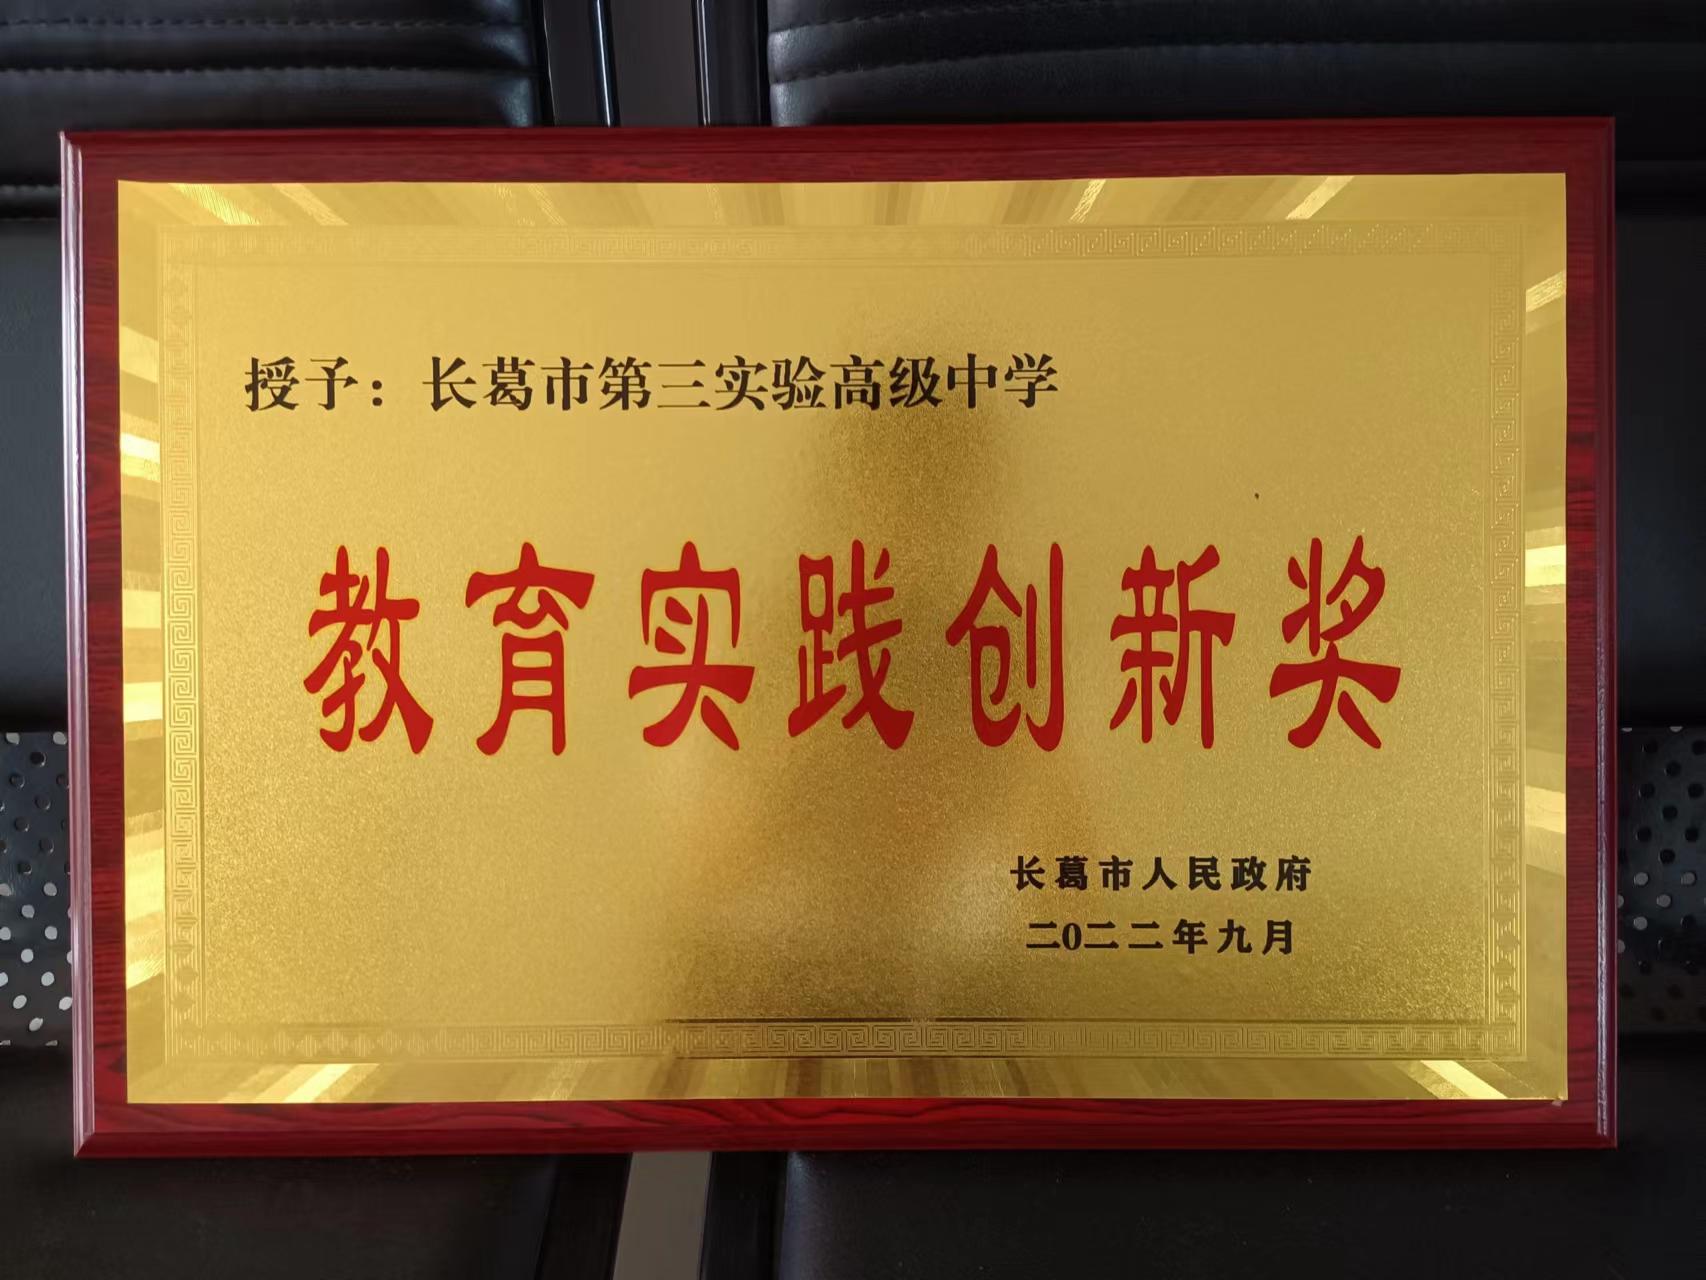 授予：长葛市第三实验高级中学
教育实践创新奖
长葛市人民政府
二0二二年九月